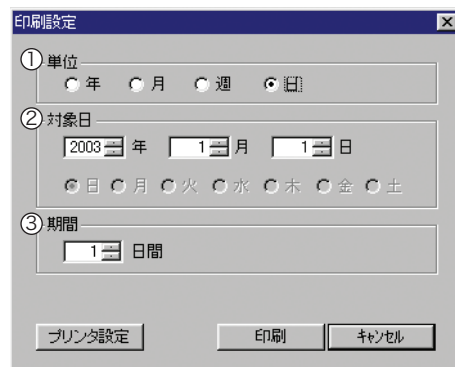 印刷設定
① 単位
年 月 週 日
② 対象日
2003 年 1 月 1 日
日 月 火 水 木 金 土
③ 期間
1 日間
プリンタ設定 印刷 キャンセル